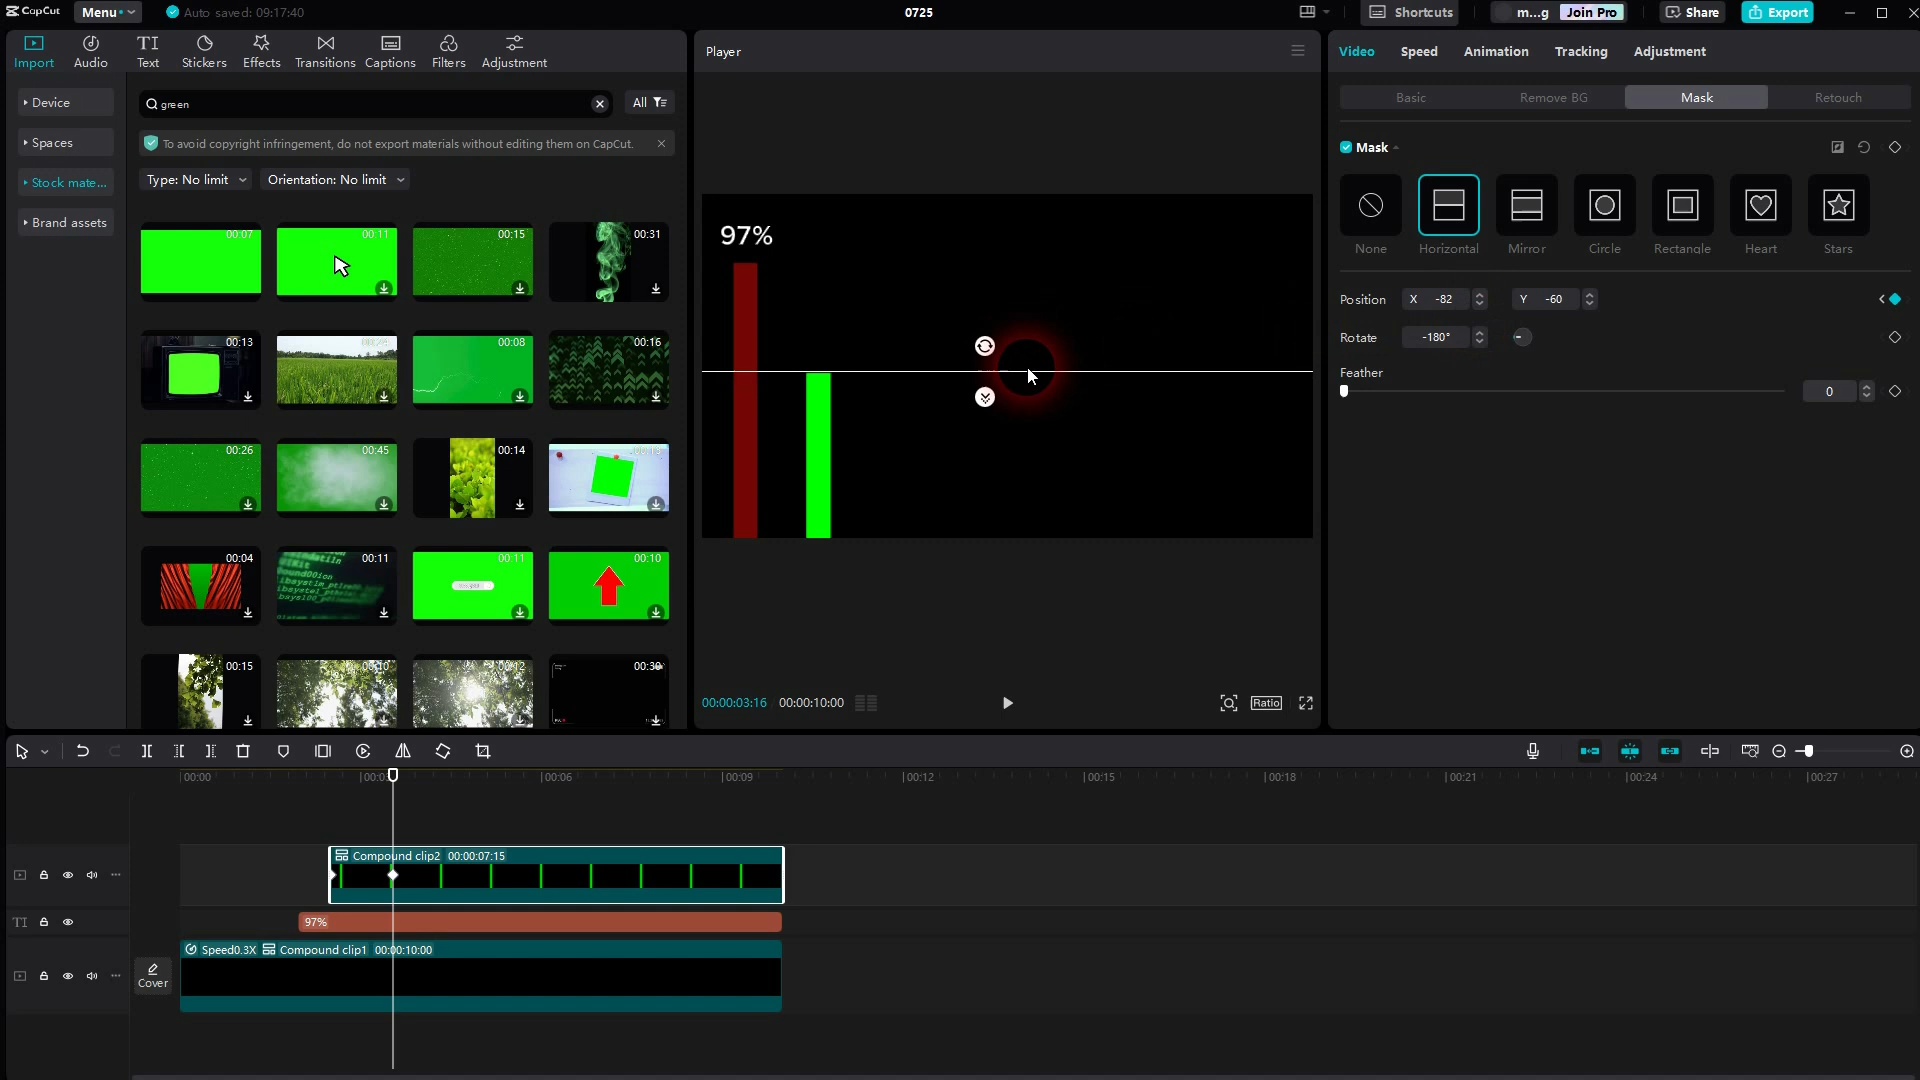 CapCut
Menu
Auto saved: 09:17:40
0725
Shortcuts
m...g
Join Pro
Share
Export
Import
Audio
Text
Stickers
Effects
Transitions
Captions
Filters
Adjustment
Device
Spaces
Stock mate...
Brand assets
green
All
To avoid copyright infringement, do not export materials without editing them on CapCut.
Type: No limit
Orientation: No limit
00:07
00:11
00:15
00:31
00:13
00:08
00:16
00:26
00:45
00:14
00:04
00:11
00:11
00:10
00:15
00:10
00:12
Player
97%
00:00:03:16
00:00:10:00
Ratio
Video
Speed
Animation
Tracking
Adjustment
Basic
Remove BG
Mask
Retouch
Mask
None
Horizontal
Mirror
Circle
Rectangle
Heart
Stars
Position
X -82
Y -60
Rotate
-180°
Feather
0
00:00
00:06
00:09
00:12
00:15
00:18
00:21
00:24
00:27
Compound clip2 00:00:07:15
TI
97%
Cover
Speed0.3X Compound clip1 00:00:10:00